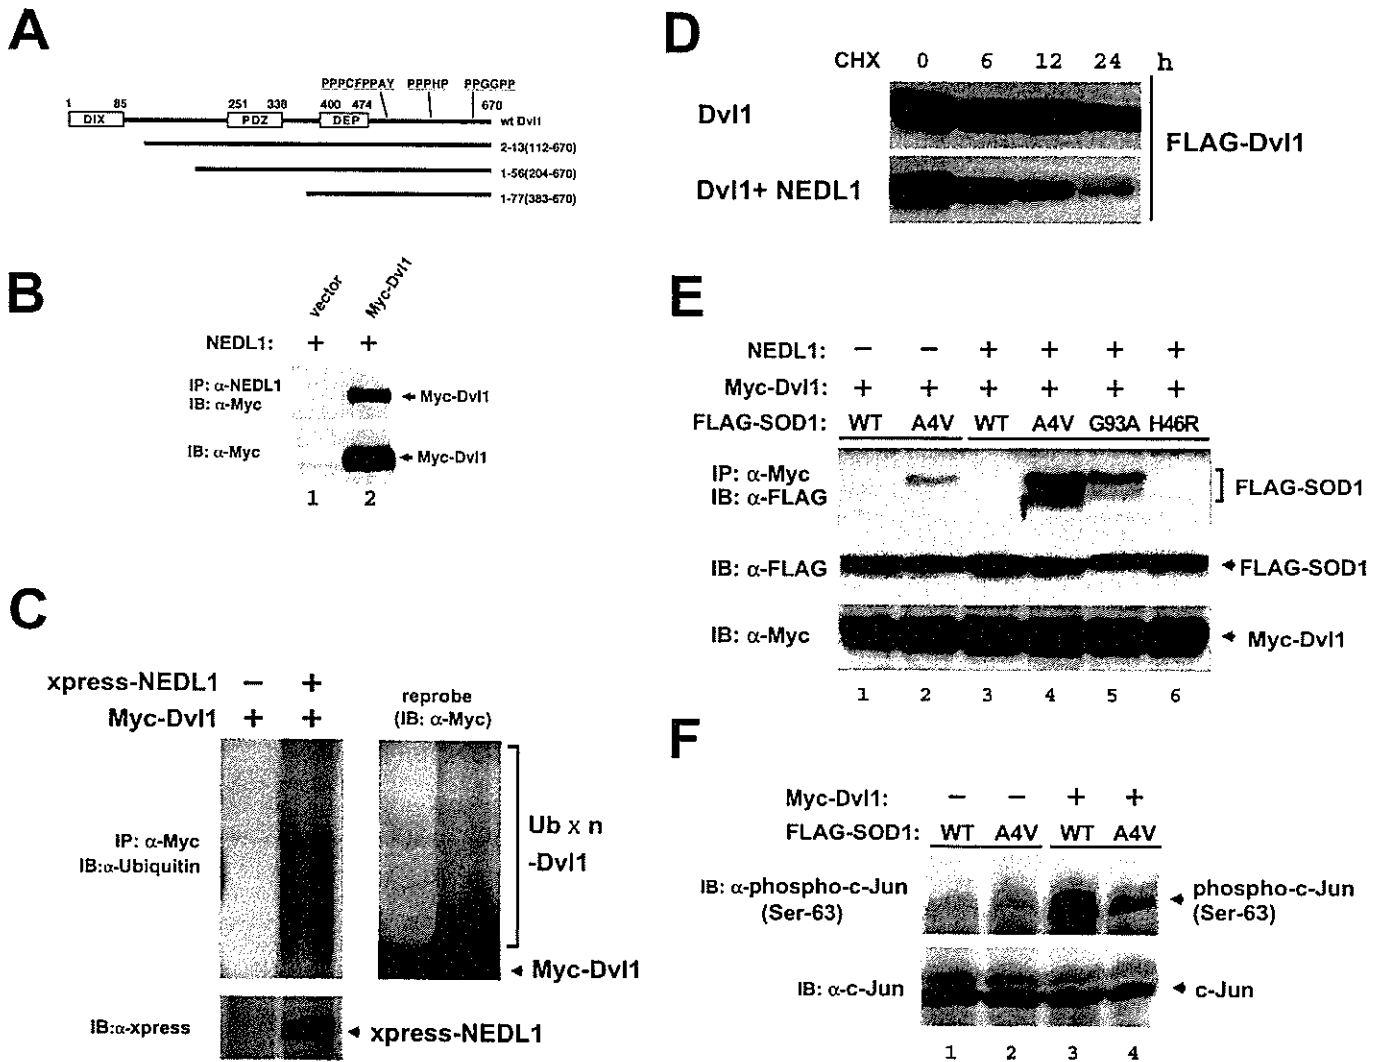 A
PPPCFPPAY PPPHP PPGGPP
1 85 251 338 400 474 670
DIX PDZ DEP wt Dvl1
2-13(112-670)
1-56(204-670)
1-77(383-670)
B
vector Myc-Dvl1
NEDL1: + +
IP: α-NEDL1
IB: α-Myc
Myc-Dvl1
IB: α-Myc
Myc-Dvl1
1 2
C
xpress-NEDL1 − +
Myc-Dvl1 + +
reprobe
(IB: α-Myc)
IP: α-Myc
IB:α-Ubiquitin
Ub x n
-Dvl1
Myc-Dvl1
IB:α-xpress
xpress-NEDL1
D
CHX 0 6 12 24 h
Dvl1
Dvl1+ NEDL1
FLAG-Dvl1
E
NEDL1: − − + + + +
Myc-Dvl1: + + + + + +
FLAG-SOD1: WT A4V WT A4V G93A H46R
IP: α-Myc
IB: α-FLAG
FLAG-SOD1
IB: α-FLAG
FLAG-SOD1
IB: α-Myc
Myc-Dvl1
1 2 3 4 5 6
F
Myc-Dvl1: − − + +
FLAG-SOD1: WT A4V WT A4V
IB: α-phospho-c-Jun
(Ser-63)
phospho-c-Jun
(Ser-63)
IB: α-c-Jun
c-Jun
1 2 3 4